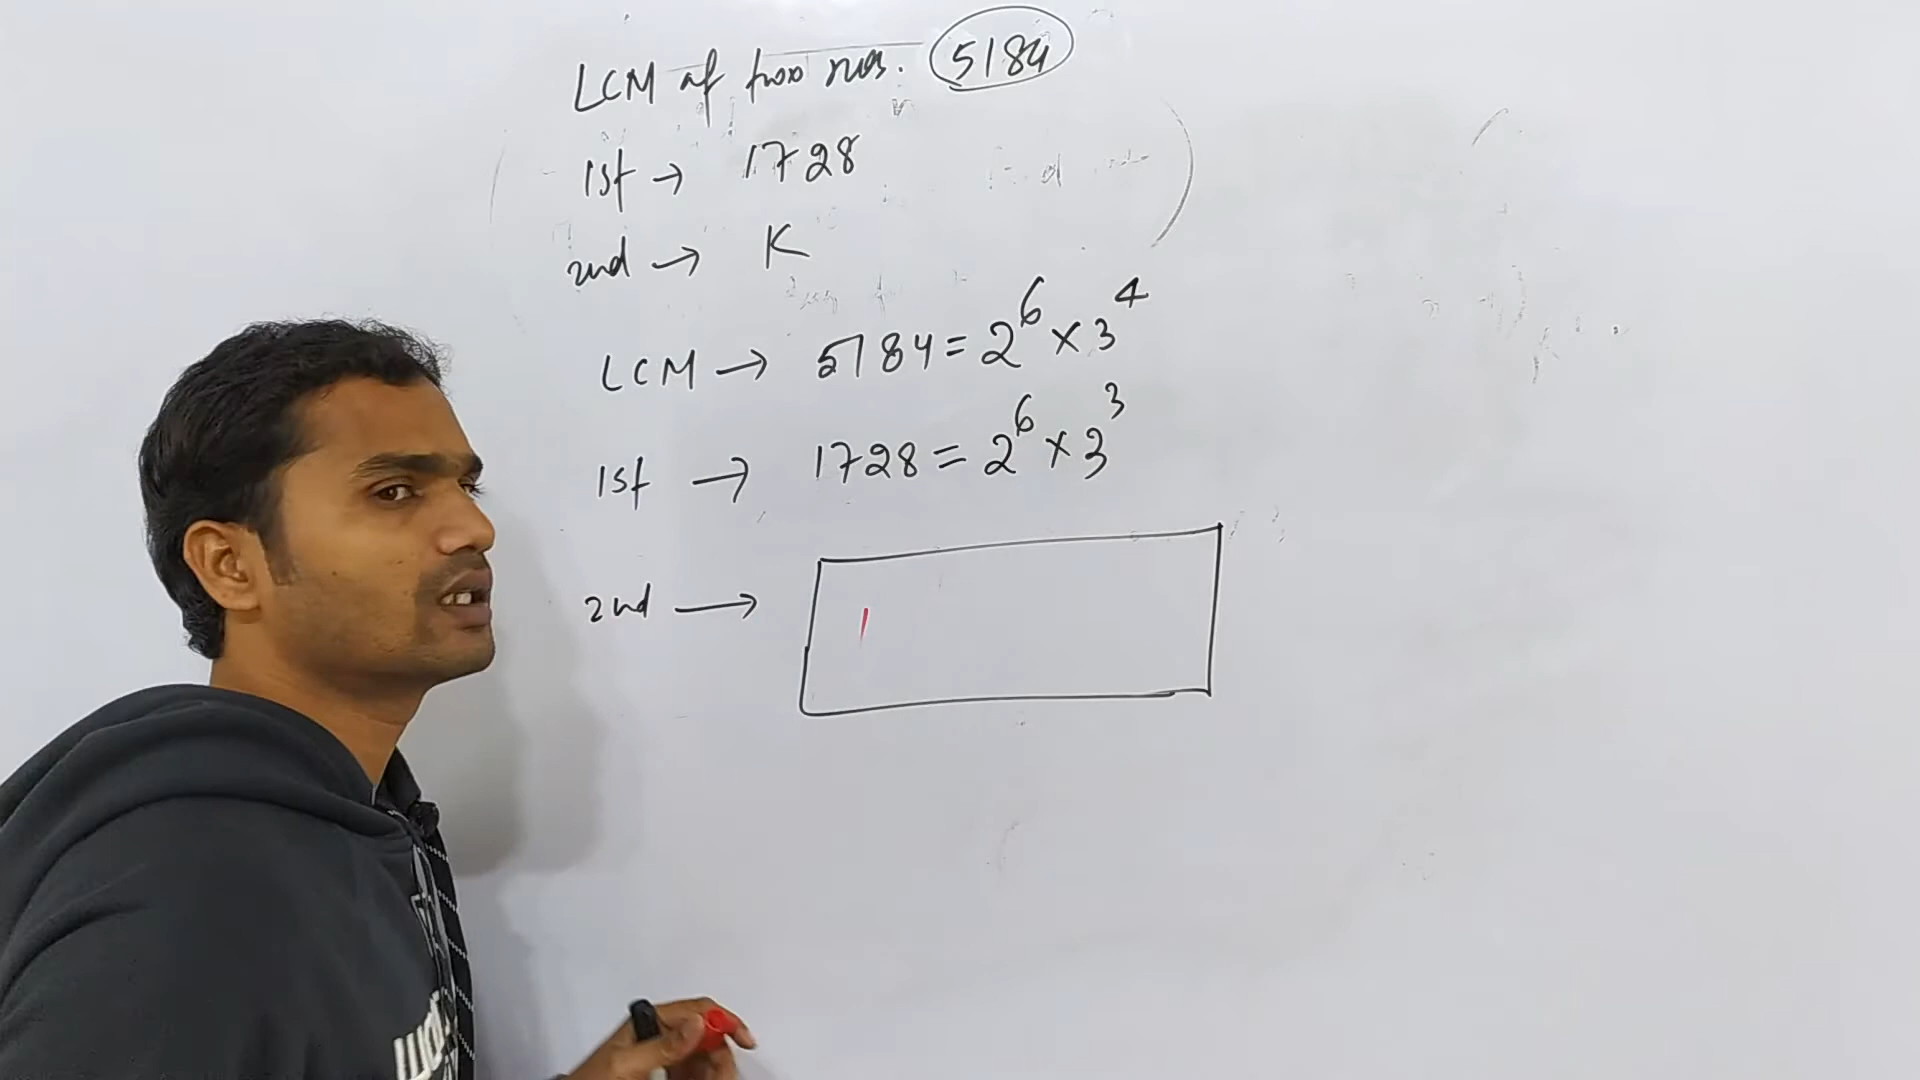 LCM of two nos. 5184
1st → 1728
2nd → K
LCM → 5184 = 2⁶ × 3⁴
1st → 1728 = 2⁶ × 3³
2nd →